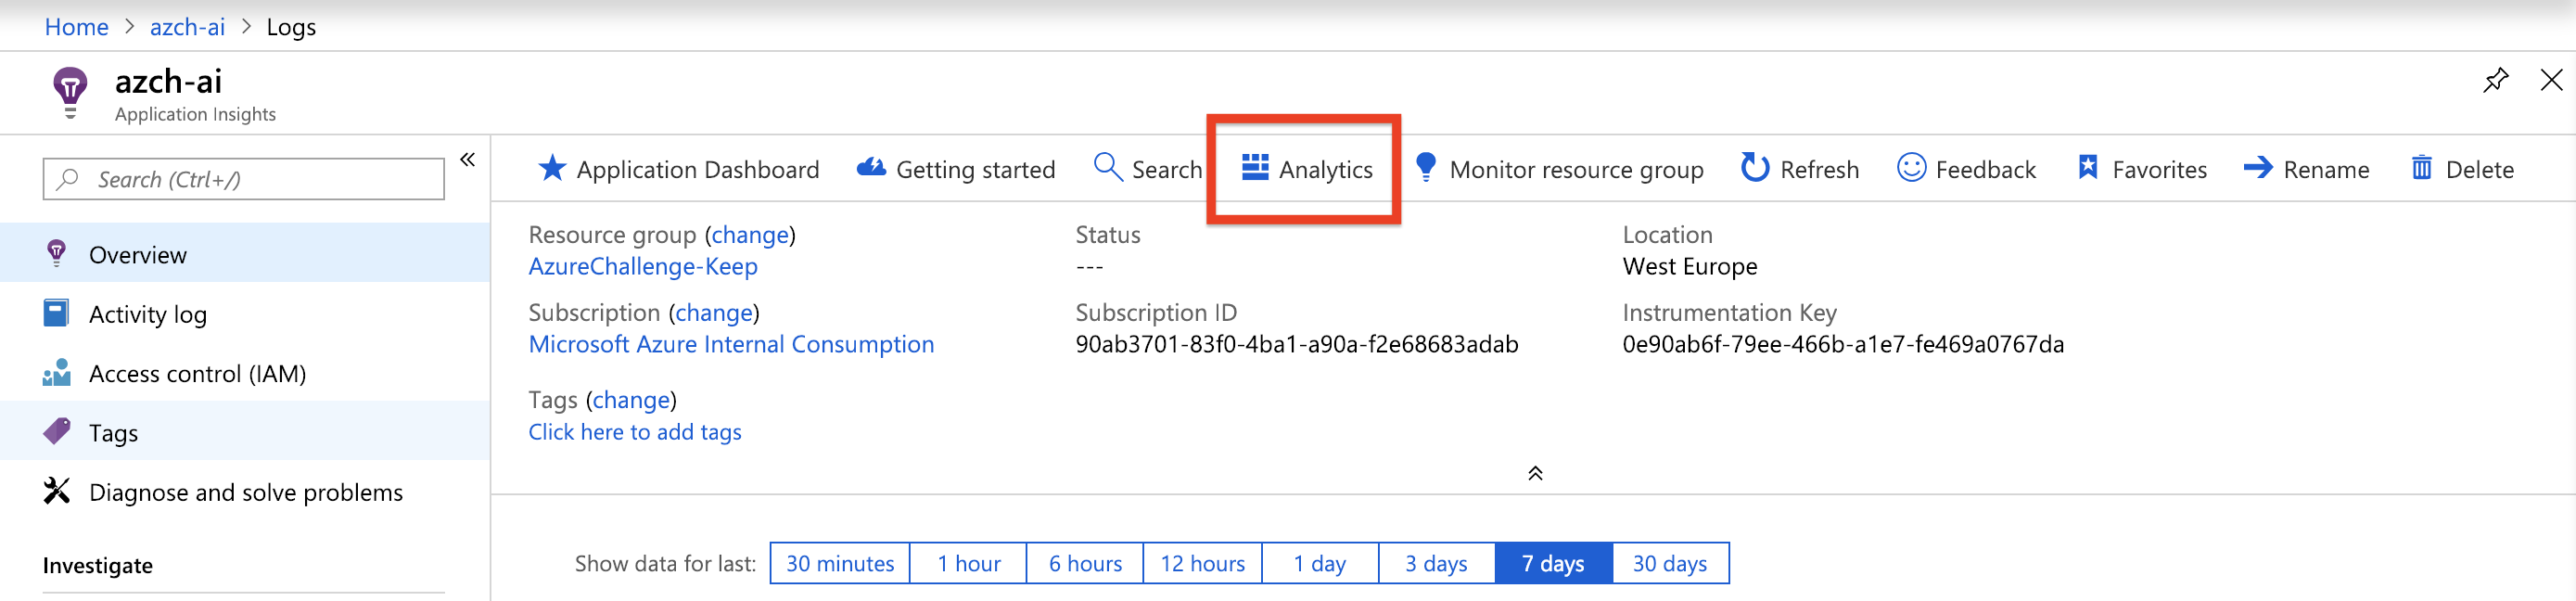 Home > azch-ai > Logs
azch-ai
Application Insights
Search (Ctrl+/)
Overview
Activity log
Access control (IAM)
Tags
Diagnose and solve problems
Investigate
Application Dashboard Getting started Search Analytics Monitor resource group Refresh Feedback Favorites Rename Delete
Resource group (change)
AzureChallenge-Keep
Subscription (change)
Microsoft Azure Internal Consumption
Tags (change)
Click here to add tags
Status
---
Subscription ID
90ab3701-83f0-4ba1-a90a-f2e68683adab
Location
West Europe
Instrumentation Key
0e90ab6f-79ee-466b-a1e7-fe469a0767da
Show data for last: 30 minutes 1 hour 6 hours 12 hours 1 day 3 days 7 days 30 days